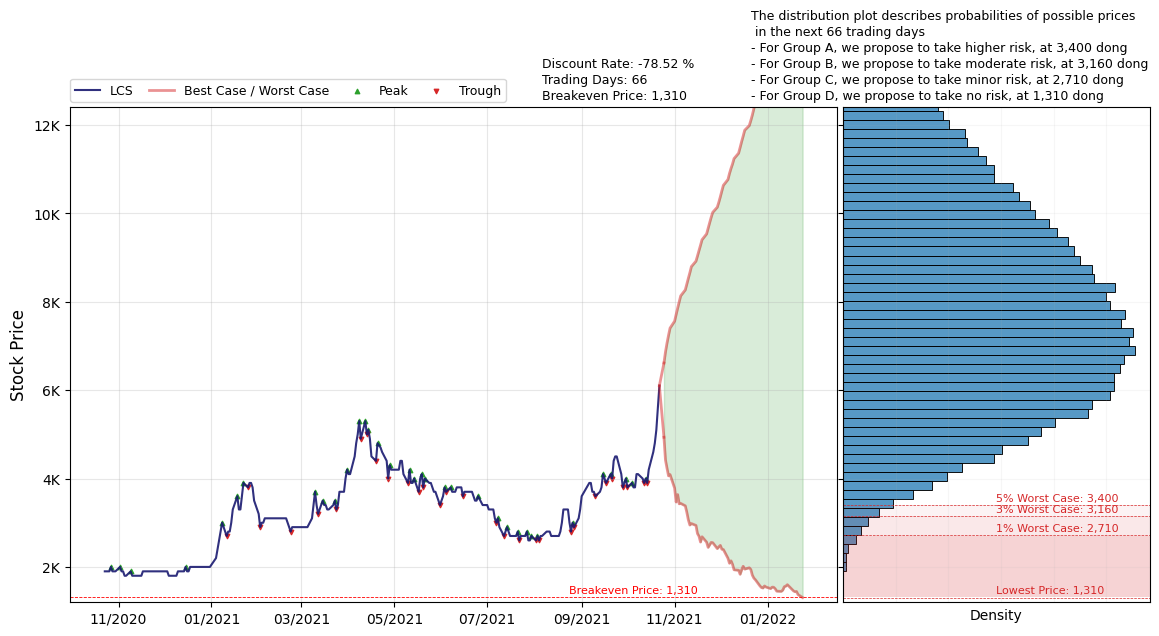 The distribution plot describes probabilities of possible prices
in the next 66 trading days
- For Group A, we propose to take higher risk, at 3,400 dong
- For Group B, we propose to take moderate risk, at 3,160 dong
- For Group C, we propose to take minor risk, at 2,710 dong
- For Group D, we propose to take no risk, at 1,310 dong
Discount Rate: -78.52 %
Trading Days: 66
Breakeven Price: 1,310
LCS
Best Case / Worst Case
Peak
Trough
Stock Price
12K
10K
8K
6K
4K
2K
Breakeven Price: 1,310
11/2020
01/2021
03/2021
05/2021
07/2021
09/2021
11/2021
01/2022
5% Worst Case: 3,400
3% Worst Case: 3,160
1% Worst Case: 2,710
Lowest Price: 1,310
Density